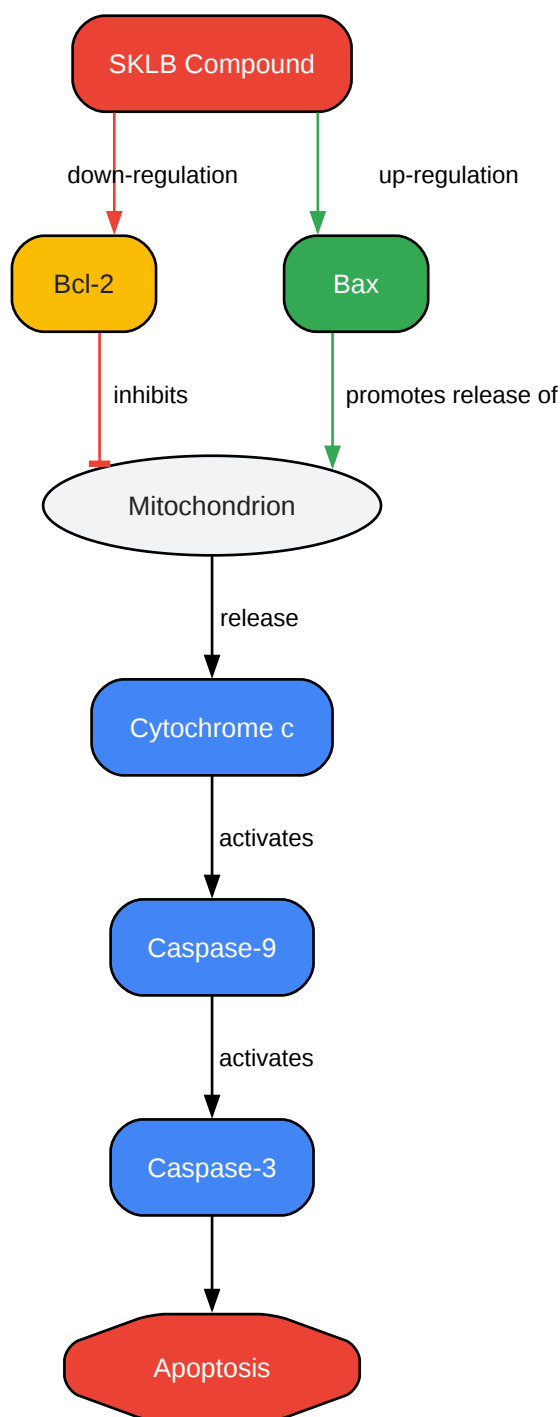 SKLB Compound
down-regulation
up-regulation
Bcl-2
Bax
inhibits
promotes release of
Mitochondrion
release
Cytochrome c
activates
Caspase-9
activates
Caspase-3
Apoptosis